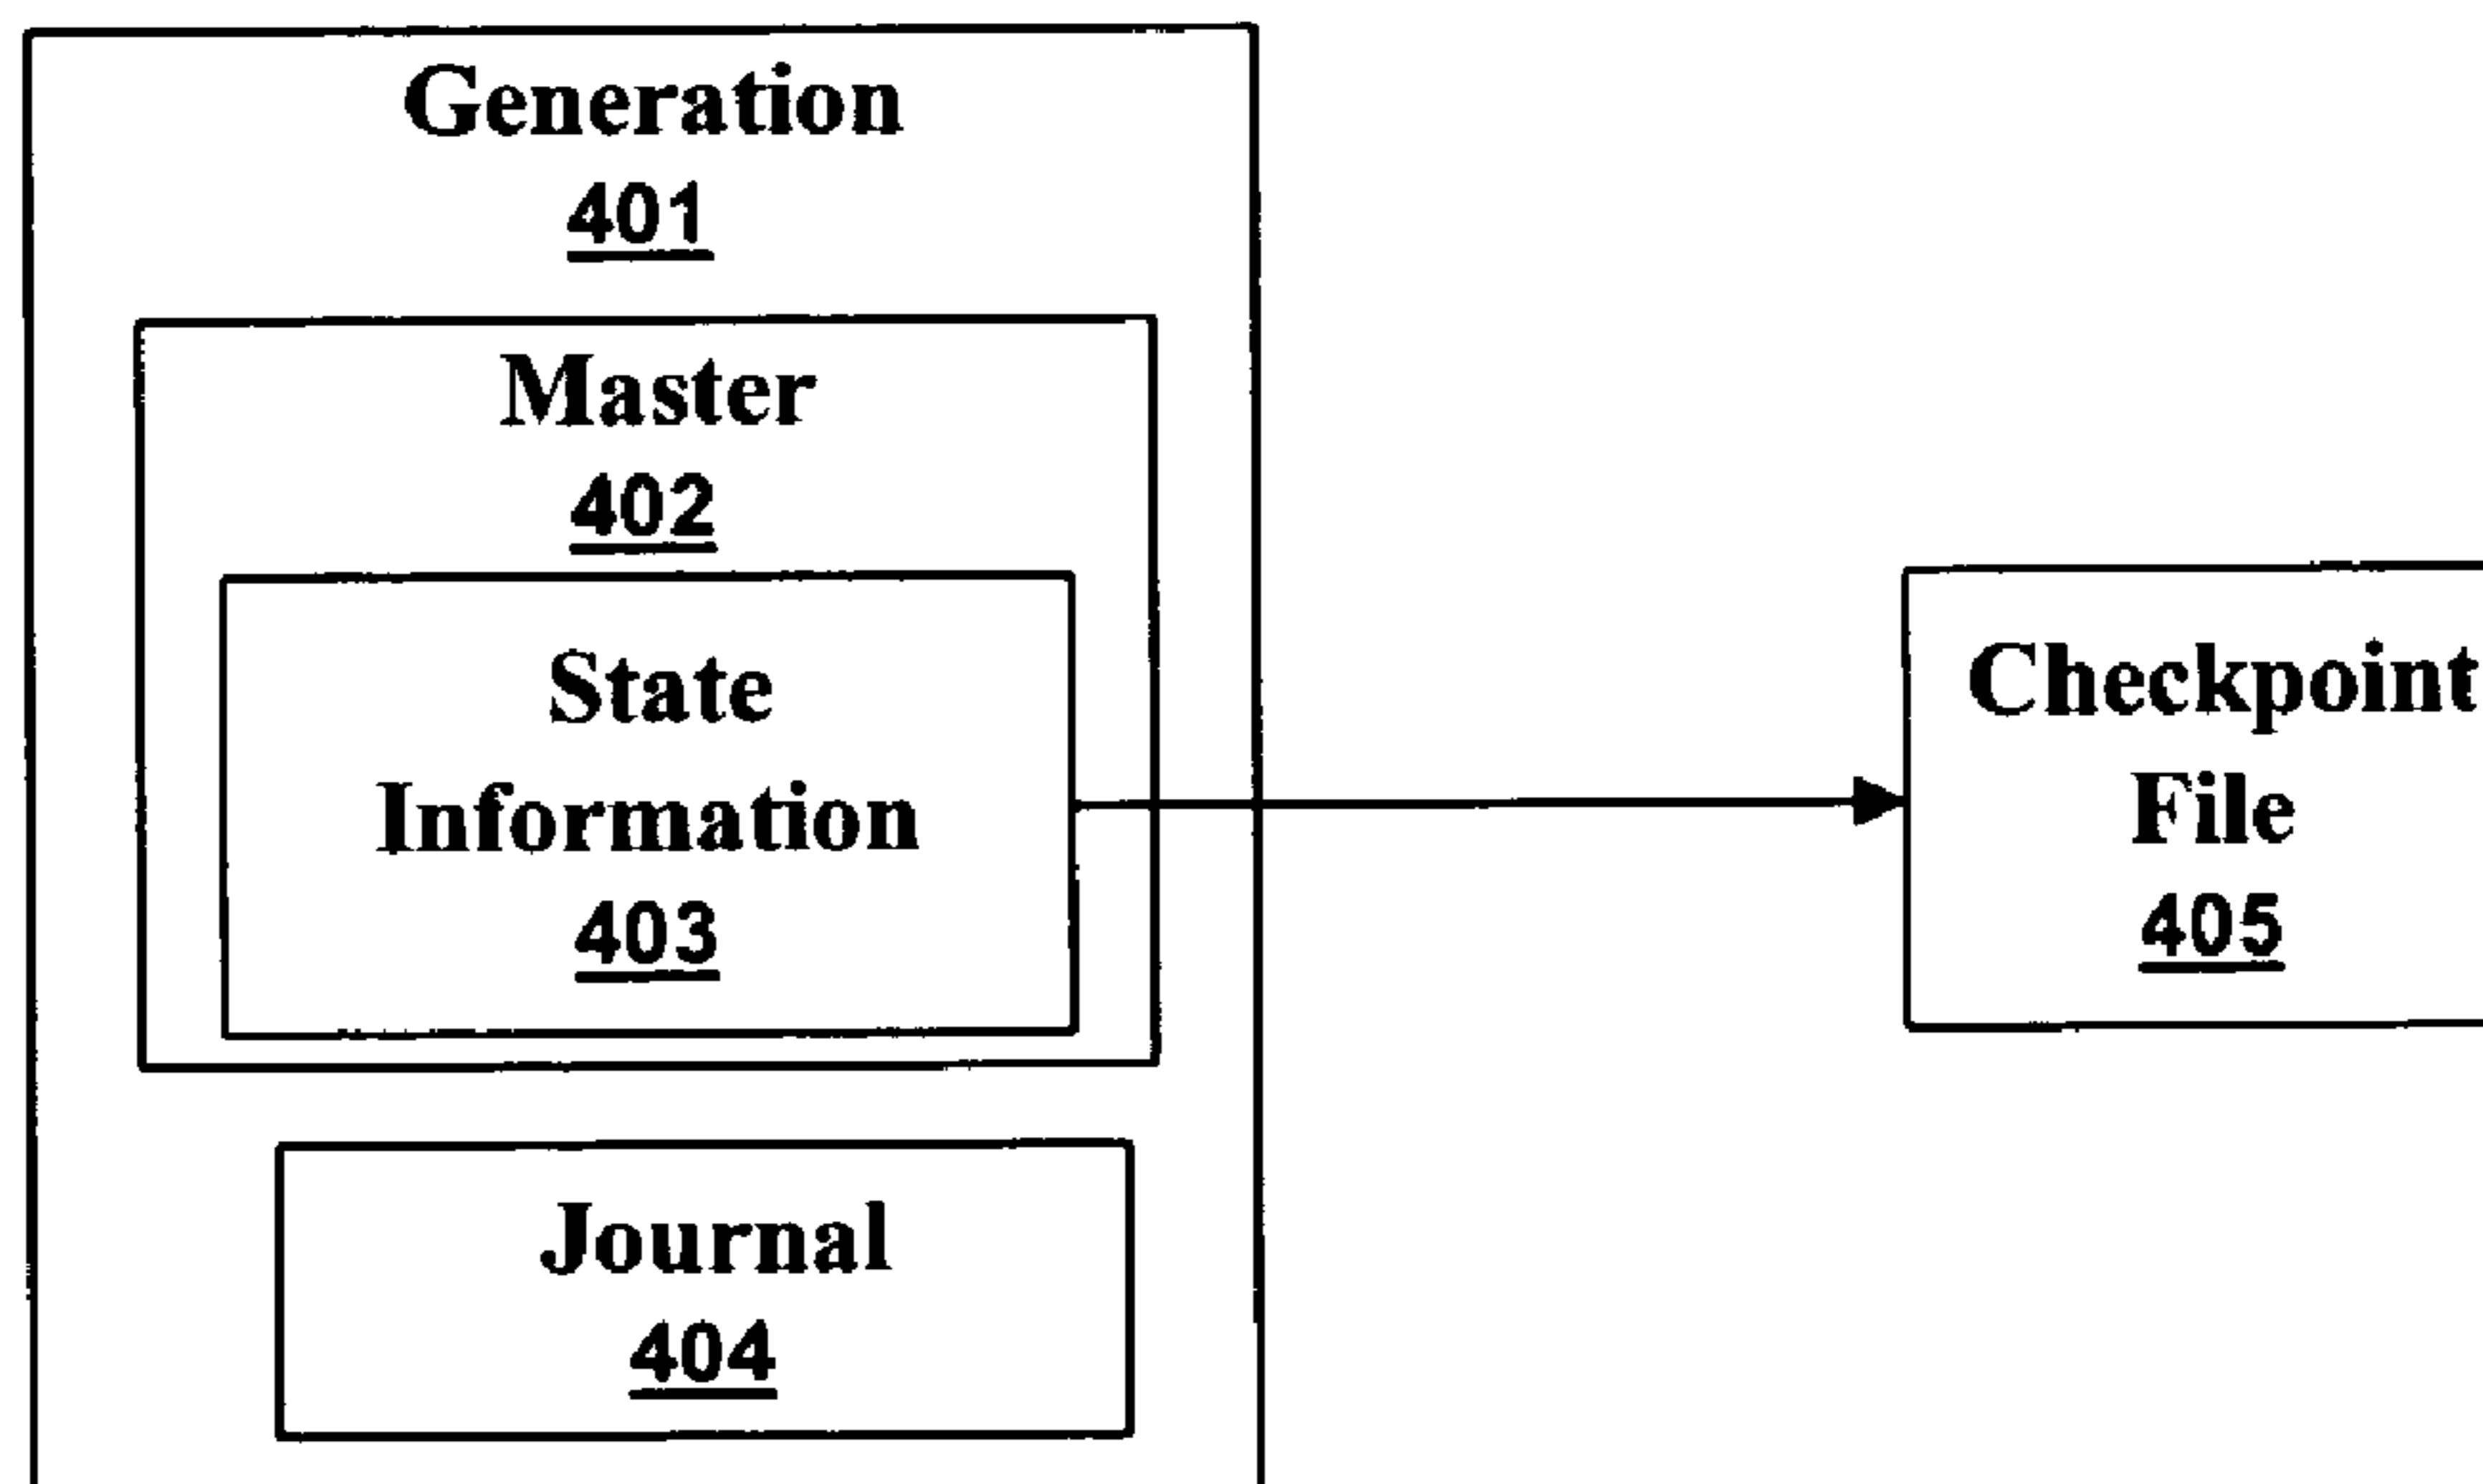 Generation
401
Master
402
State
Information
403
Journal
404
Checkpoint
File
405